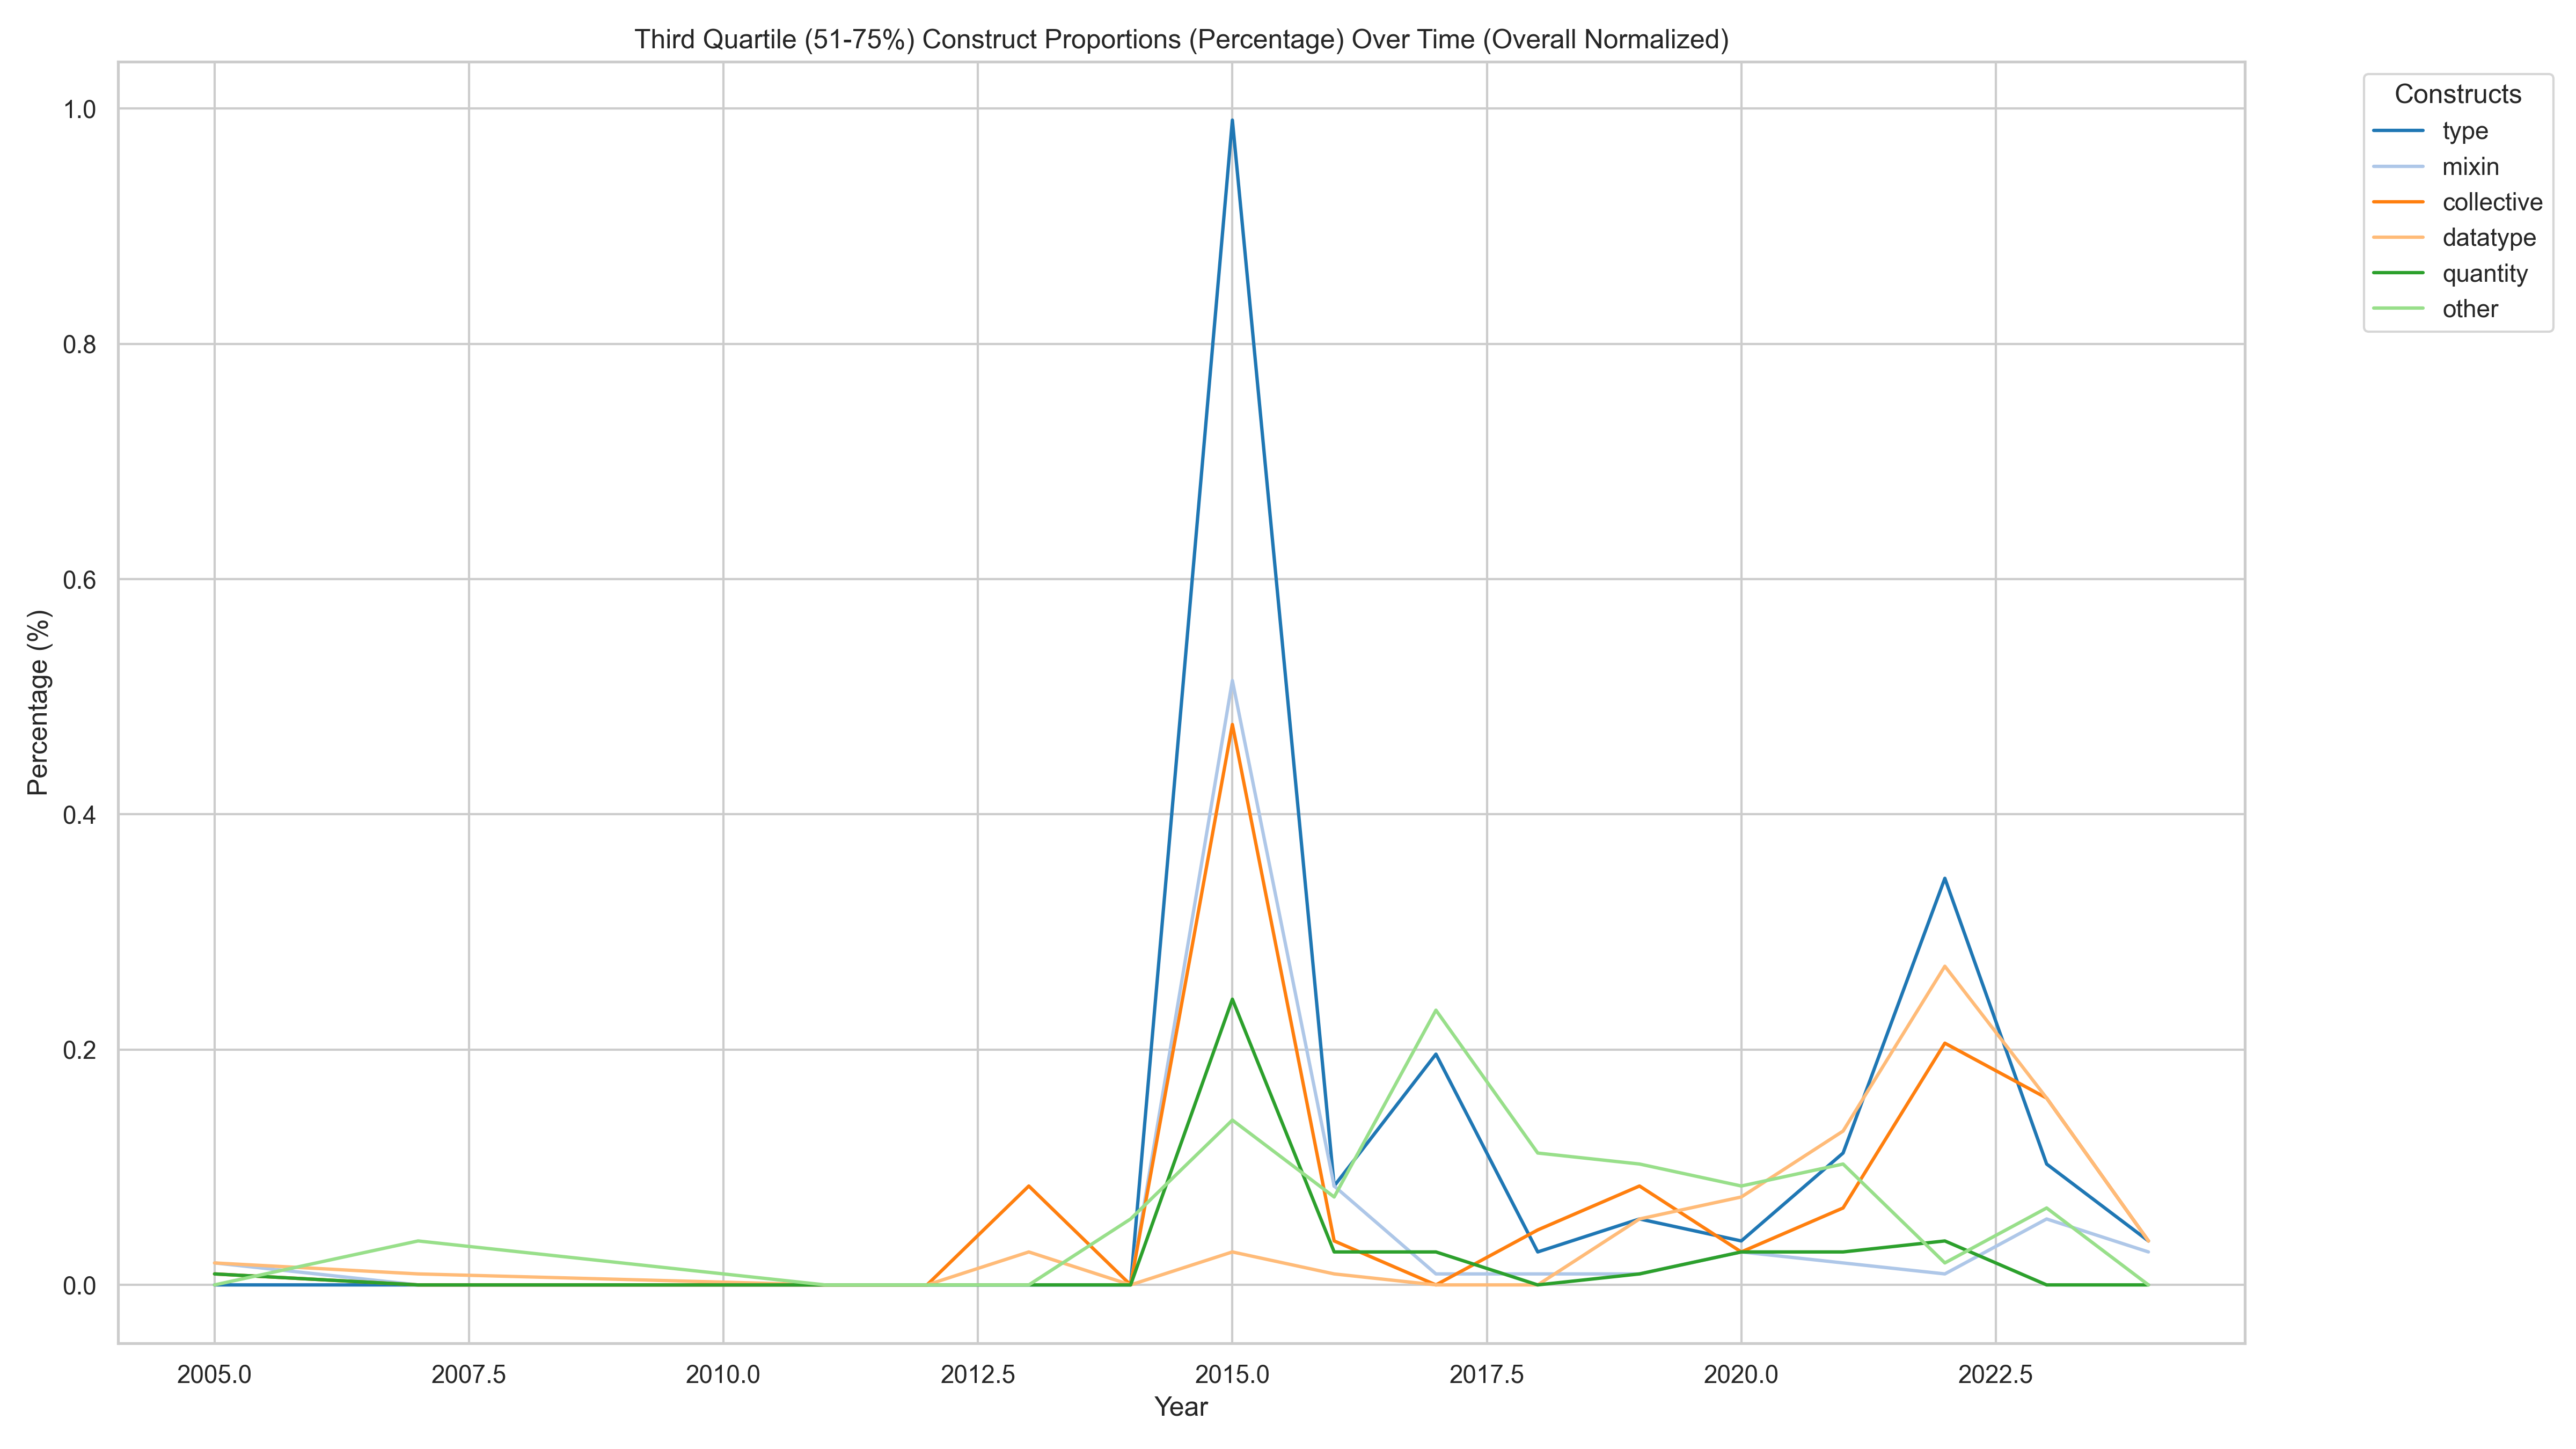 Third Quartile (51-75%) Construct Proportions (Percentage) Over Time (Overall Normalized)
Constructs
type
mixin
collective
datatype
quantity
other
Percentage (%)
1.0
0.8
0.6
0.4
0.2
0.0
2005.0 2007.5 2010.0 2012.5 2015.0 2017.5 2020.0 2022.5
Year